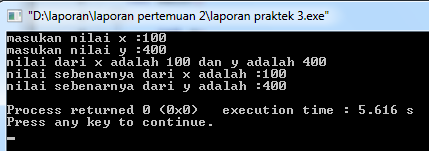 "D:\laporan\laporan pertemuan 2\laporan praktek 3.exe"
masukan nilai x :100
masukan nilai y :400
nilai dari x adalah 100 dan y adalah 400
nilai sebenarnya dari x adalah :100
nilai sebenarnya dari y adalah :400
Process returned 0 (0x0)   execution time : 5.616 s
Press any key to continue.